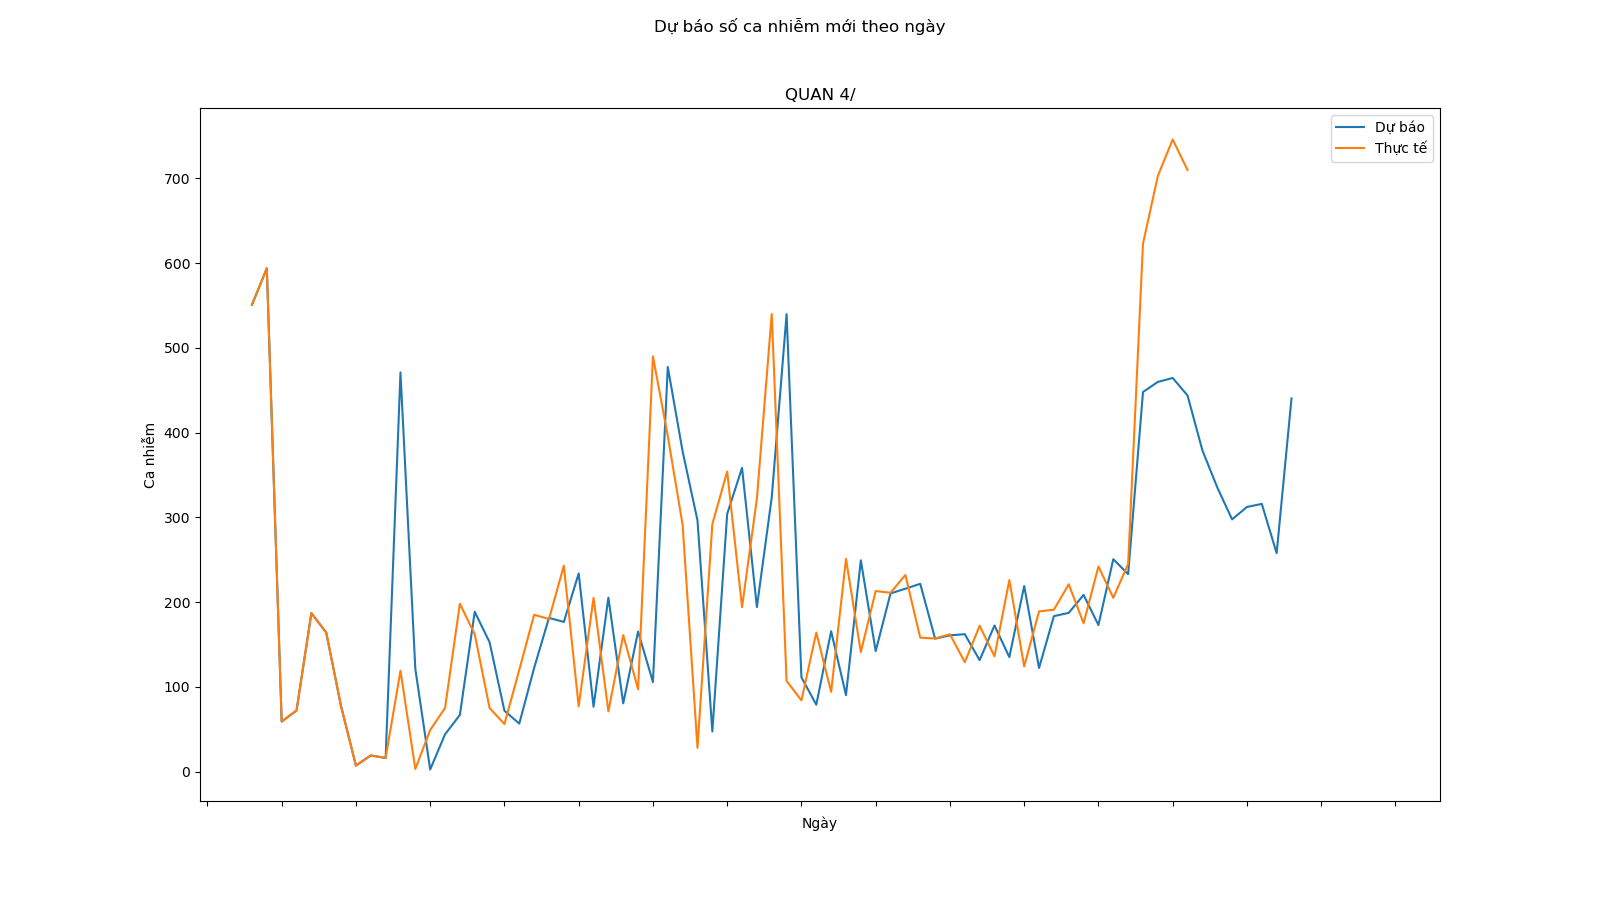 Dự báo số ca nhiễm mới theo ngày
QUAN 4/
Dự báo
Thực tế
700
600
500
400
300
200
100
0
Ca nhiễm
Ngày